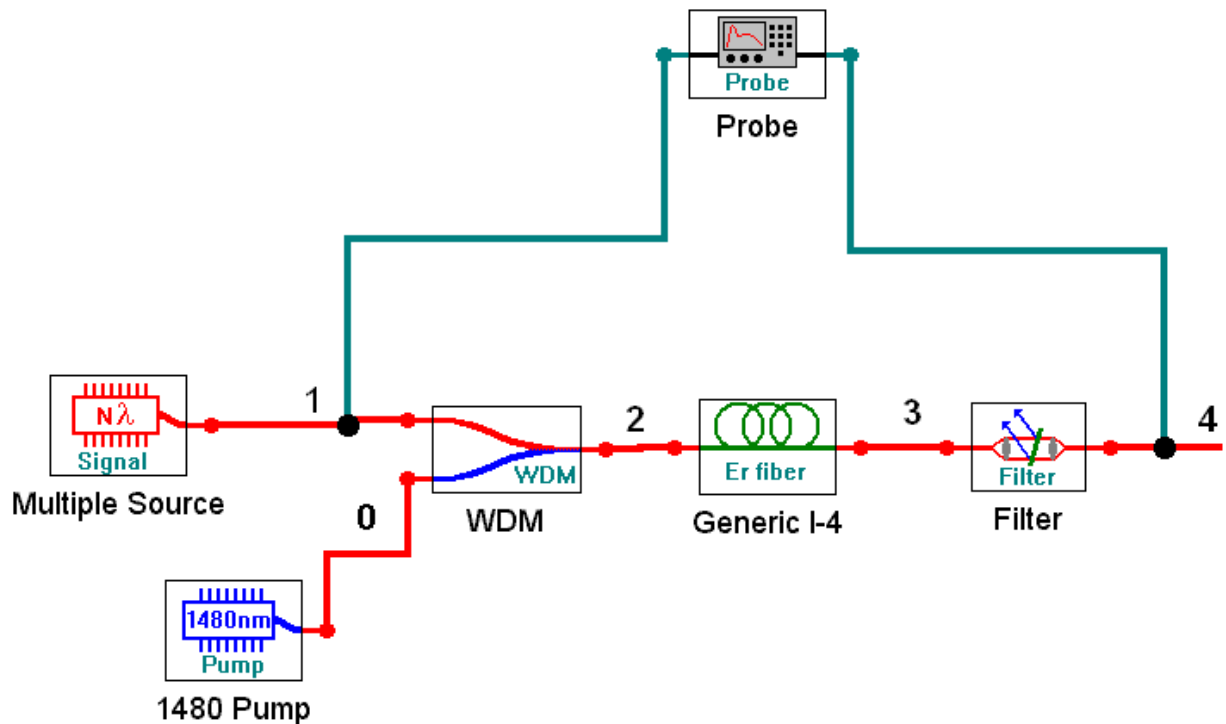 Probe
Probe
1
Nλ
Signal
Multiple Source
WDM
WDM
0
2
Er fiber
Generic I-4
3
Filter
Filter
4
1480nm
Pump
1480 Pump